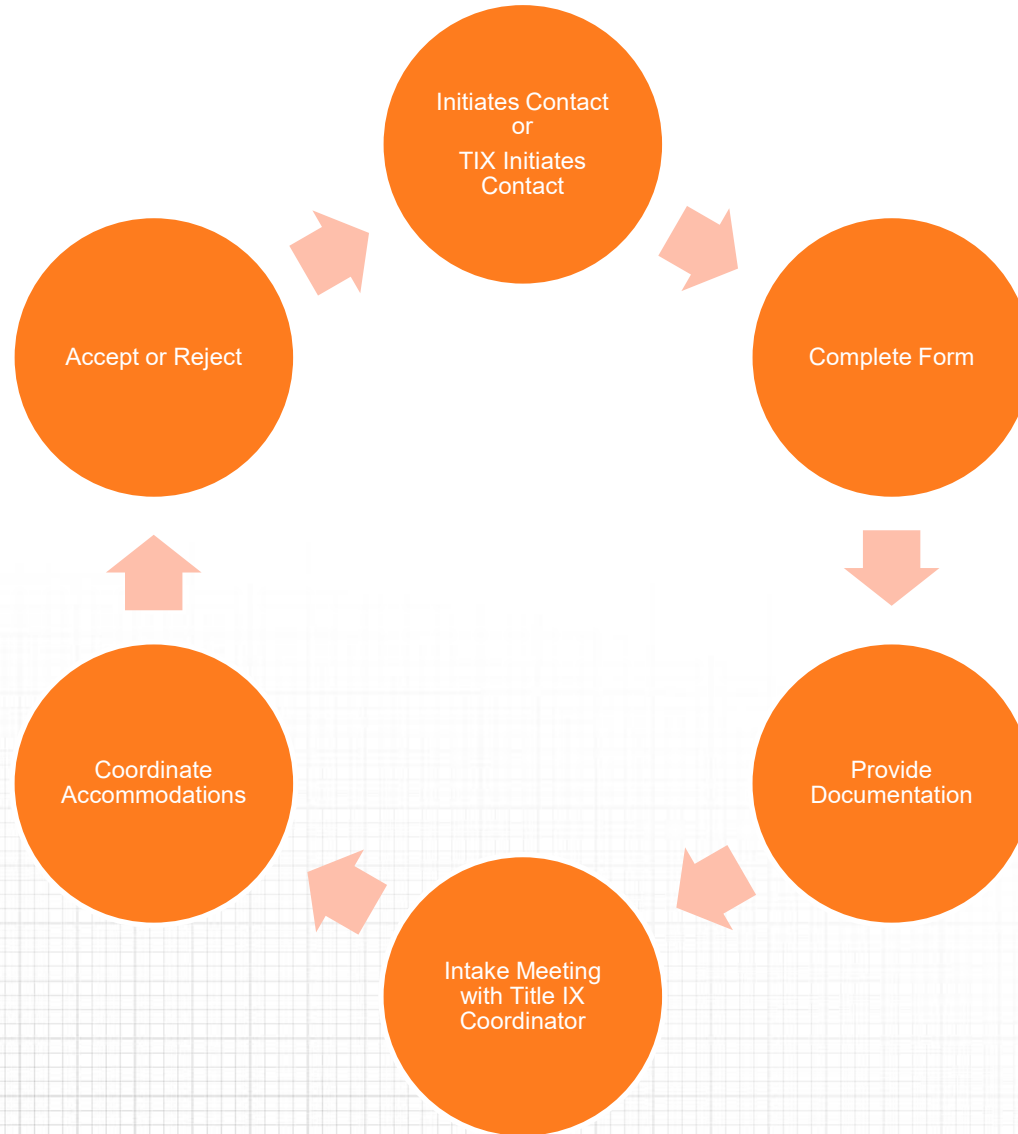 Initiates Contact
or
TIX Initiates
Contact
Complete Form
Provide
Documentation
Intake Meeting
with Title IX
Coordinator
Coordinate
Accommodations
Accept or Reject